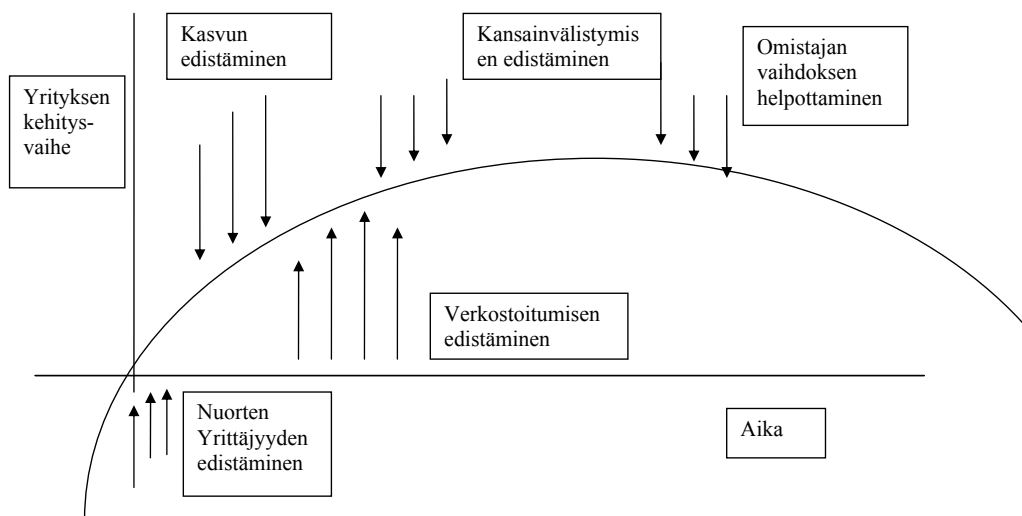 Kasvun
edistäminen
Kansainvälistymis
en edistäminen
Omistajan
vaihdoksen
helpottaminen
Yrityksen
kehitys-
vaihe
Verkostoitumisen
edistäminen
Nuorten
Yrittäjyyden
edistäminen
Aika